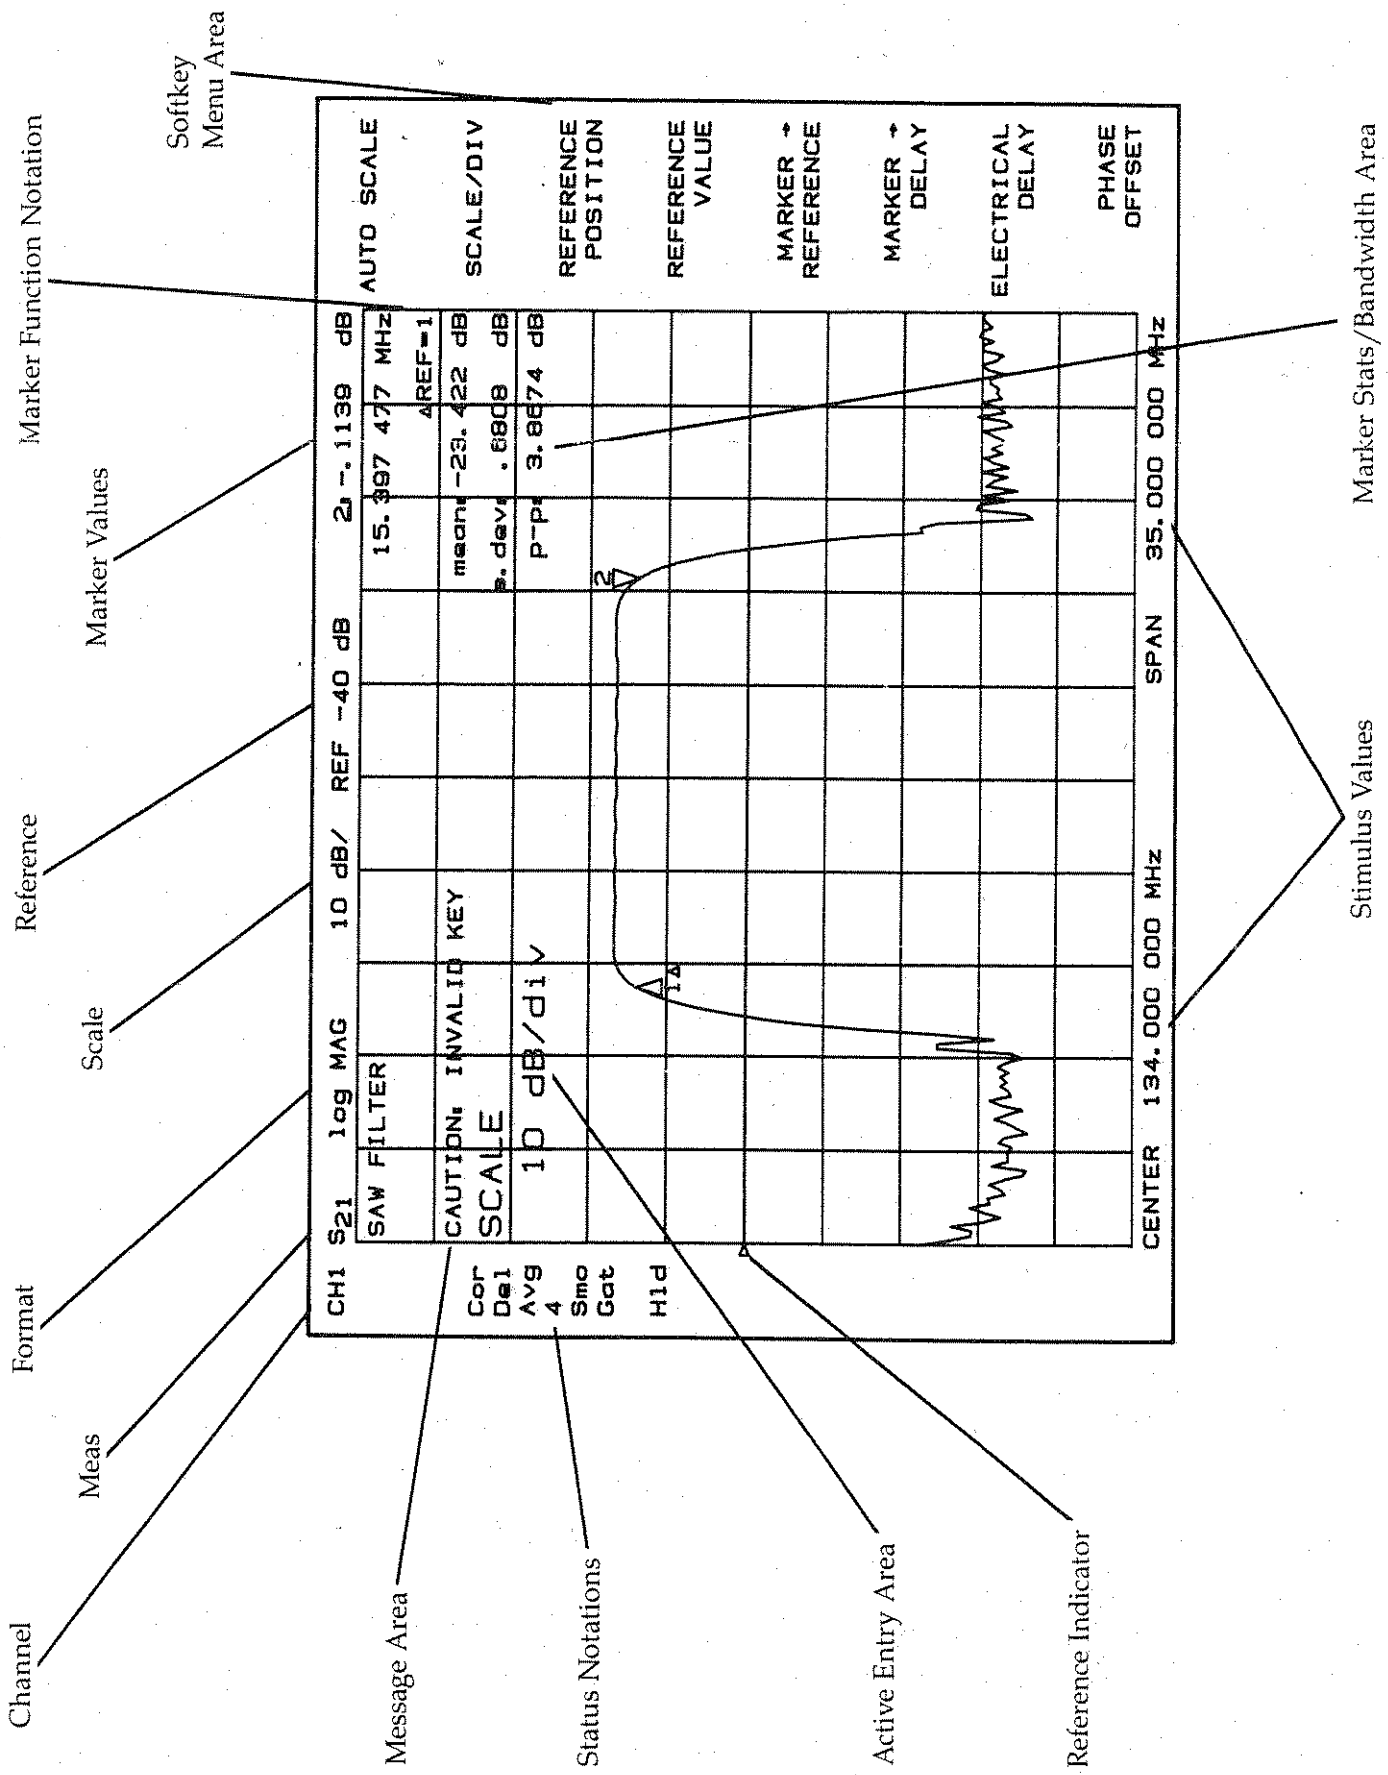 Channel
Meas
Format
Scale
Reference
Marker Values
Marker Function Notation
Softkey
Menu Area
CH1 S21 log MAG 10 dB/ REF -40 dB 2: -.1139 dB
SAW FILTER
15.397 477 MHz
ΔREF=1
CAUTION: INVALID KEY
mean: -23.422 dB
SCALE
s.dev: .6808 dB
10 dB/div
p-p: 3.8674 dB
Cor
Del
Avg
4
Smo
Gat
Hld
2
1
AUTO SCALE
SCALE/DIV
REFERENCE
POSITION
REFERENCE
VALUE
MARKER →
REFERENCE
MARKER →
DELAY
ELECTRICAL
DELAY
PHASE
OFFSET
CENTER 134.000 000 MHz SPAN 35.000 000 MHz
Message Area
Status Notations
Active Entry Area
Reference Indicator
Stimulus Values
Marker Stats/Bandwidth Area